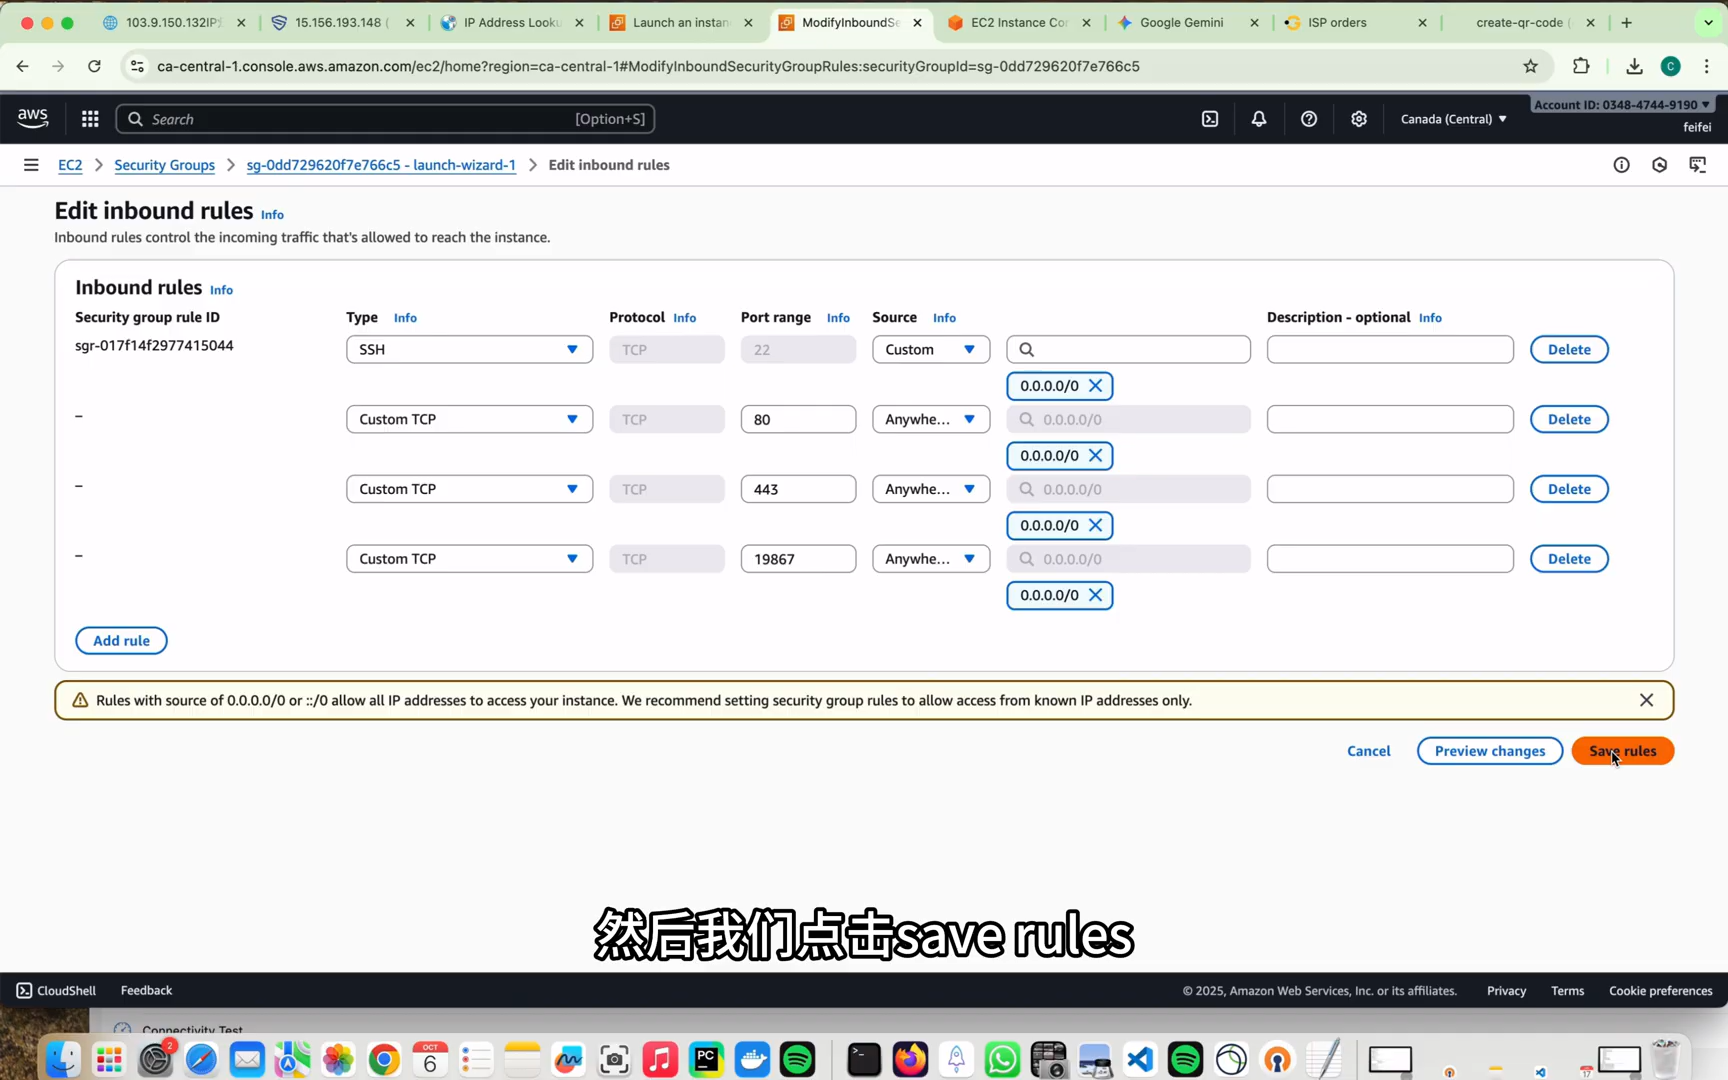 103.9.150.132IP
15.156.193.148 (
IP Address Looku
Launch an instan
ModifyInboundSe
EC2 Instance Co
Google Gemini
ISP orders
create-qr-code (
ca-central-1.console.aws.amazon.com/ec2/home?region=ca-central-1#ModifyInboundSecurityGroupRules:securityGroupId=sg-0dd729620f7e766c5
C
aws
Search
[Option+S]
Canada (Central)
Account ID: 0348-4744-9190
feifei
EC2
Security Groups
sg-0dd729620f7e766c5 - launch-wizard-1
Edit inbound rules
Edit inbound rules Info
Inbound rules control the incoming traffic that's allowed to reach the instance.
Inbound rules Info
Security group rule ID
Type Info
Protocol Info
Port range Info
Source Info
Description - optional Info
sgr-017f14f2977415044
SSH
TCP
22
Custom
Delete
0.0.0.0/0
–
Custom TCP
TCP
80
Anywhe...
0.0.0.0/0
Delete
0.0.0.0/0
–
Custom TCP
TCP
443
Anywhe...
0.0.0.0/0
Delete
0.0.0.0/0
–
Custom TCP
TCP
19867
Anywhe...
0.0.0.0/0
Delete
0.0.0.0/0
Add rule
Rules with source of 0.0.0.0/0 or ::/0 allow all IP addresses to access your instance. We recommend setting security group rules to allow access from known IP addresses only.
Cancel
Preview changes
Save rules
然后我们点击save rules
CloudShell
Feedback
© 2025, Amazon Web Services, Inc. or its affiliates.
Privacy
Terms
Cookie preferences
Connectivity Test
2
OCT
6
PC
17